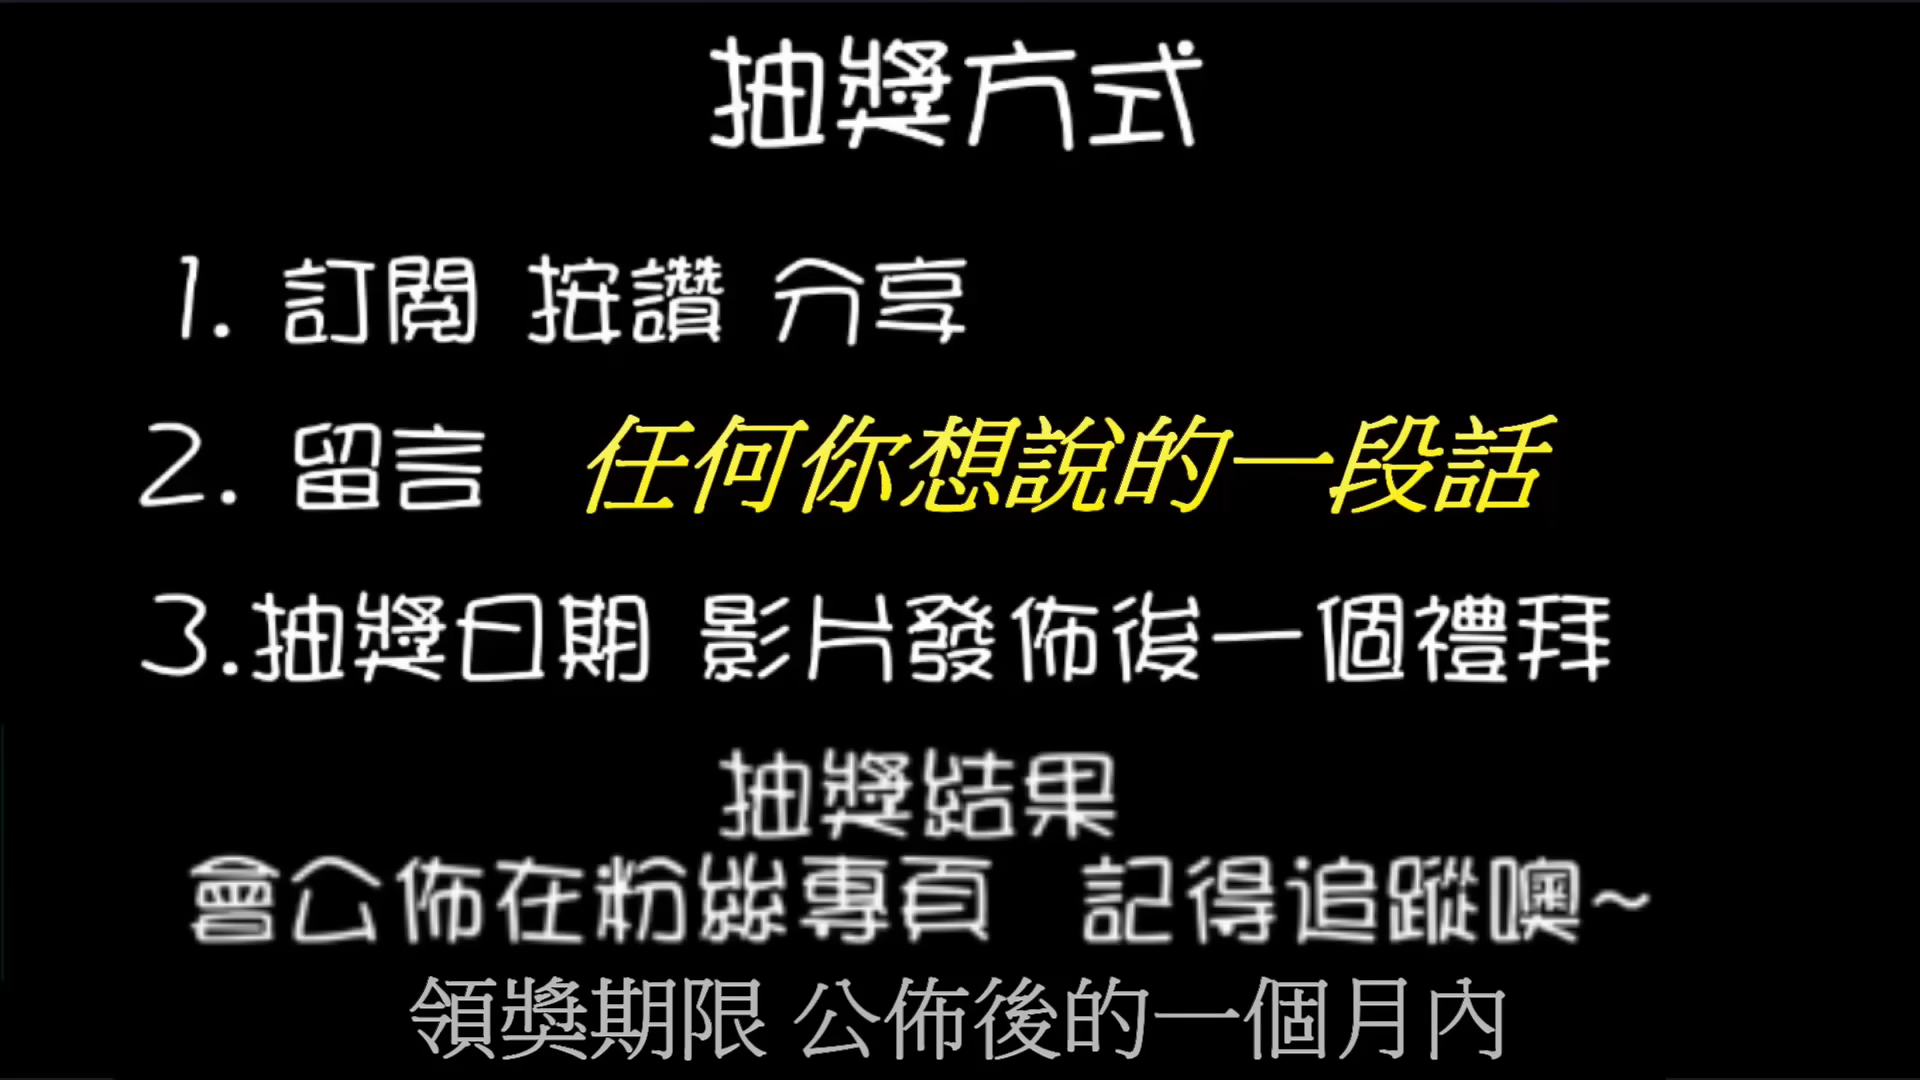 抽獎方式
1. 訂閱 按讚 分享
2. 留言 任何你想說的一段話
3.抽獎日期 影片發佈後一個禮拜
抽獎結果
會公佈在粉絲專頁 記得追蹤噢~
領獎期限 公佈後的一個月內